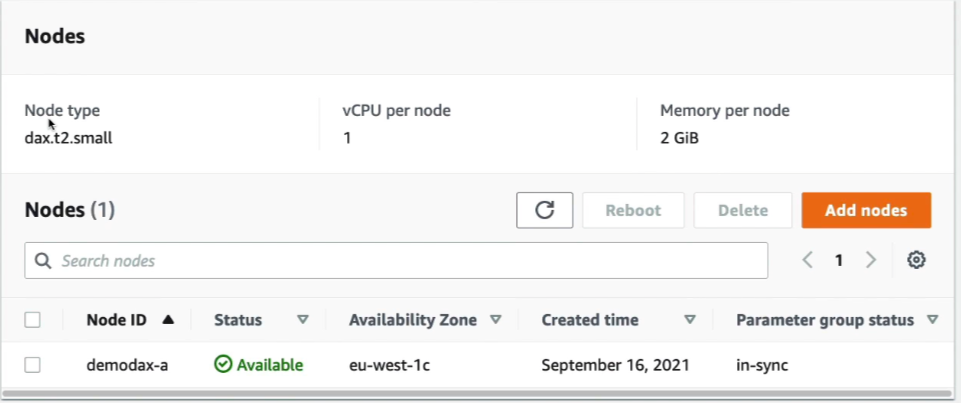 Nodes
Node type vCPU per node Memory per node
dax.t2.small 1 2 GiB
Nodes (1) Reboot Delete Add nodes
Search nodes 1
Node ID Status Availability Zone Created time Parameter group status
demodax-a Available eu-west-1c September 16, 2021 in-sync